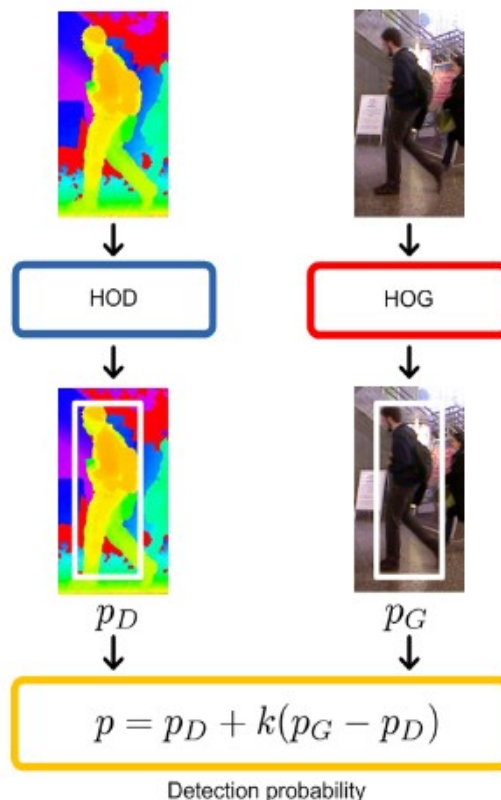 HOD HOG
p_D p_G
p = p_D + k(p_G − p_D)
Detection probability